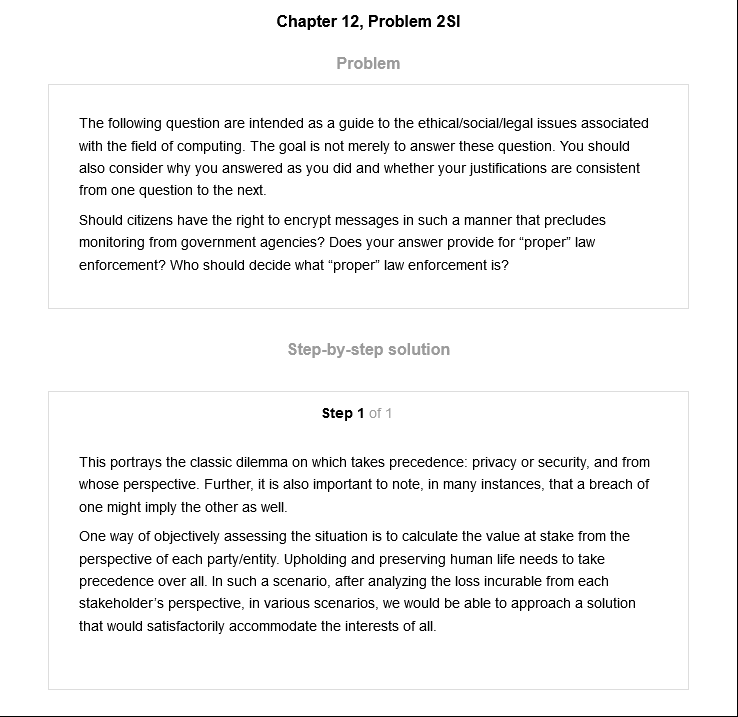 Chapter 12, Problem 2SI
Problem
The following question are intended as a guide to the ethical/social/legal issues associated
with the field of computing. The goal is not merely to answer these question. You should
also consider why you answered as you did and whether your justifications are consistent
from one question to the next.
Should citizens have the right to encrypt messages in such a manner that precludes
monitoring from government agencies? Does your answer provide for “proper” law
enforcement? Who should decide what “proper” law enforcement is?
Step-by-step solution
Step 1 of 1
This portrays the classic dilemma on which takes precedence: privacy or security, and from
whose perspective. Further, it is also important to note, in many instances, that a breach of
one might imply the other as well.
One way of objectively assessing the situation is to calculate the value at stake from the
perspective of each party/entity. Upholding and preserving human life needs to take
precedence over all. In such a scenario, after analyzing the loss incurable from each
stakeholder’s perspective, in various scenarios, we would be able to approach a solution
that would satisfactorily accommodate the interests of all.